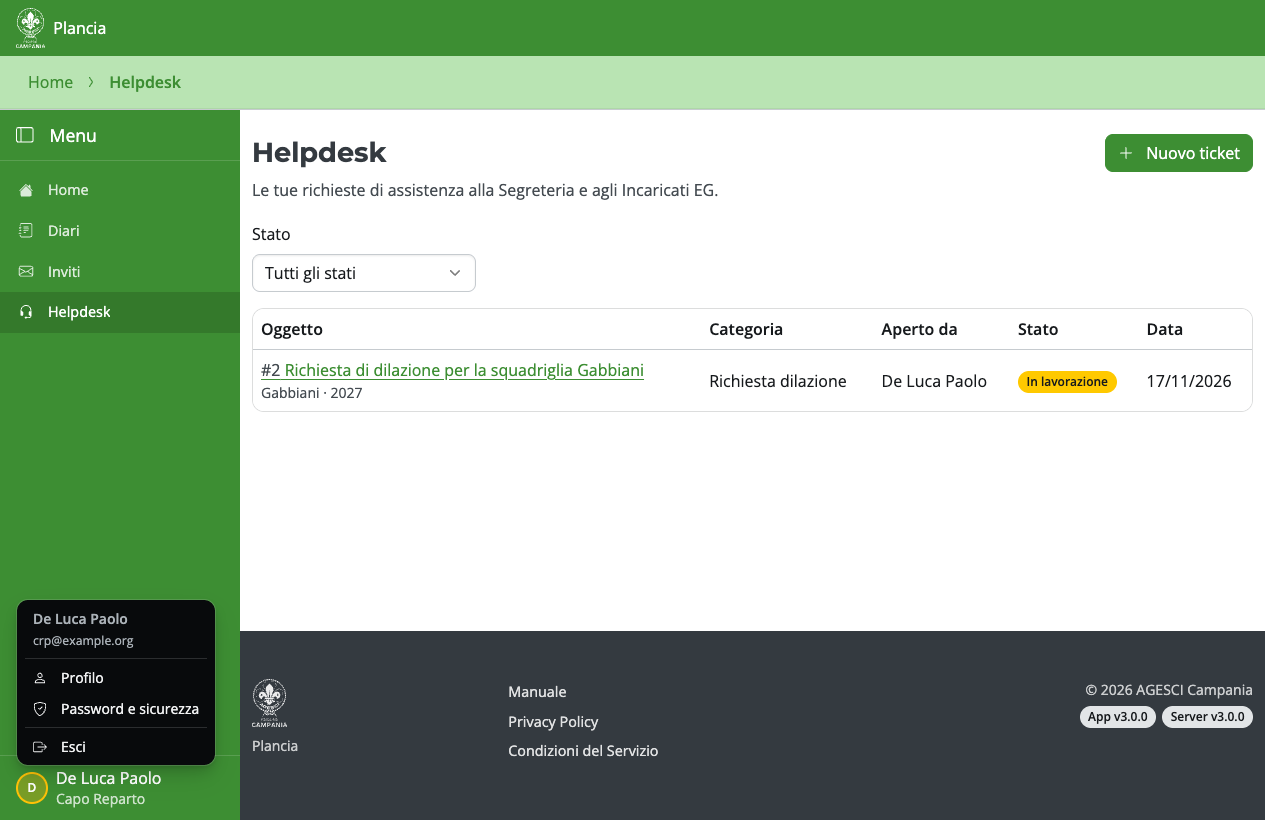 CAMPANIA
Plancia
Home
Helpdesk
Menu
Home
Diari
Inviti
Helpdesk
Helpdesk
Nuovo ticket
Le tue richieste di assistenza alla Segreteria e agli Incaricati EG.
Stato
Tutti gli stati
Oggetto Categoria Aperto da Stato Data
#2 Richiesta di dilazione per la squadriglia Gabbiani
Gabbiani · 2027
Richiesta dilazione De Luca Paolo In lavorazione 17/11/2026
De Luca Paolo
crp@example.org
Profilo
Password e sicurezza
Esci
D
De Luca Paolo
Capo Reparto
CAMPANIA
Plancia
Manuale
Privacy Policy
Condizioni del Servizio
© 2026 AGESCI Campania
App v3.0.0 Server v3.0.0